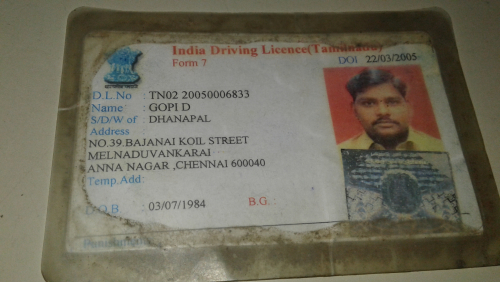 India Driving Licence(Tamilnadu)
Form 7
DOI 22/03/2005
D.L.No : TN02 20050006833
Name : GOPI D
S/D/W of : DHANAPAL
Address
NO.39.BAJANAI KOIL STREET
MELNADUVANKARAI
ANNA NAGAR ,CHENNAI 600040
Temp.Add:
D.O.B : 03/07/1984 B.G. :